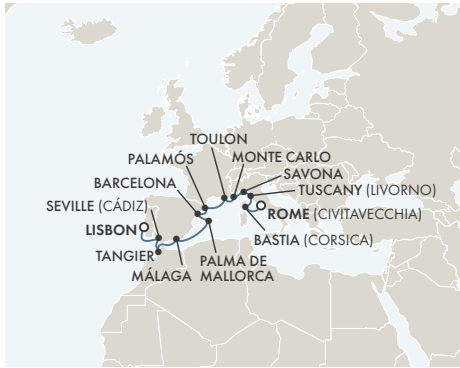 TOULON
MONTE CARLO
PALAMÓS
SAVONA
BARCELONA
TUSCANY (LIVORNO)
SEVILLE (CÁDIZ)
ROME (CIVITAVECCHIA)
LISBON
BASTIA (CORSICA)
TANGIER
PALMA DE
MALLORCA
MÁLAGA